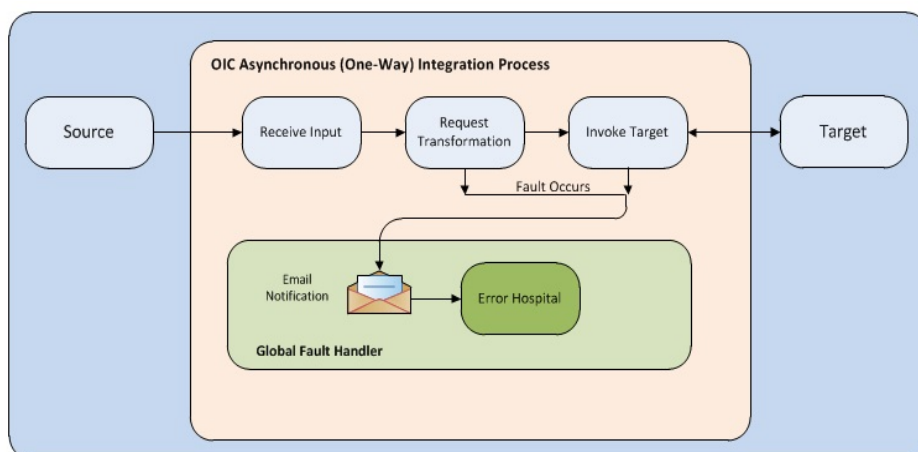 OIC Asynchronous (One-Way) Integration Process
Source
Receive Input
Request
Transformation
Invoke Target
Target
Fault Occurs
Email
Notification
Error Hospital
Global Fault Handler